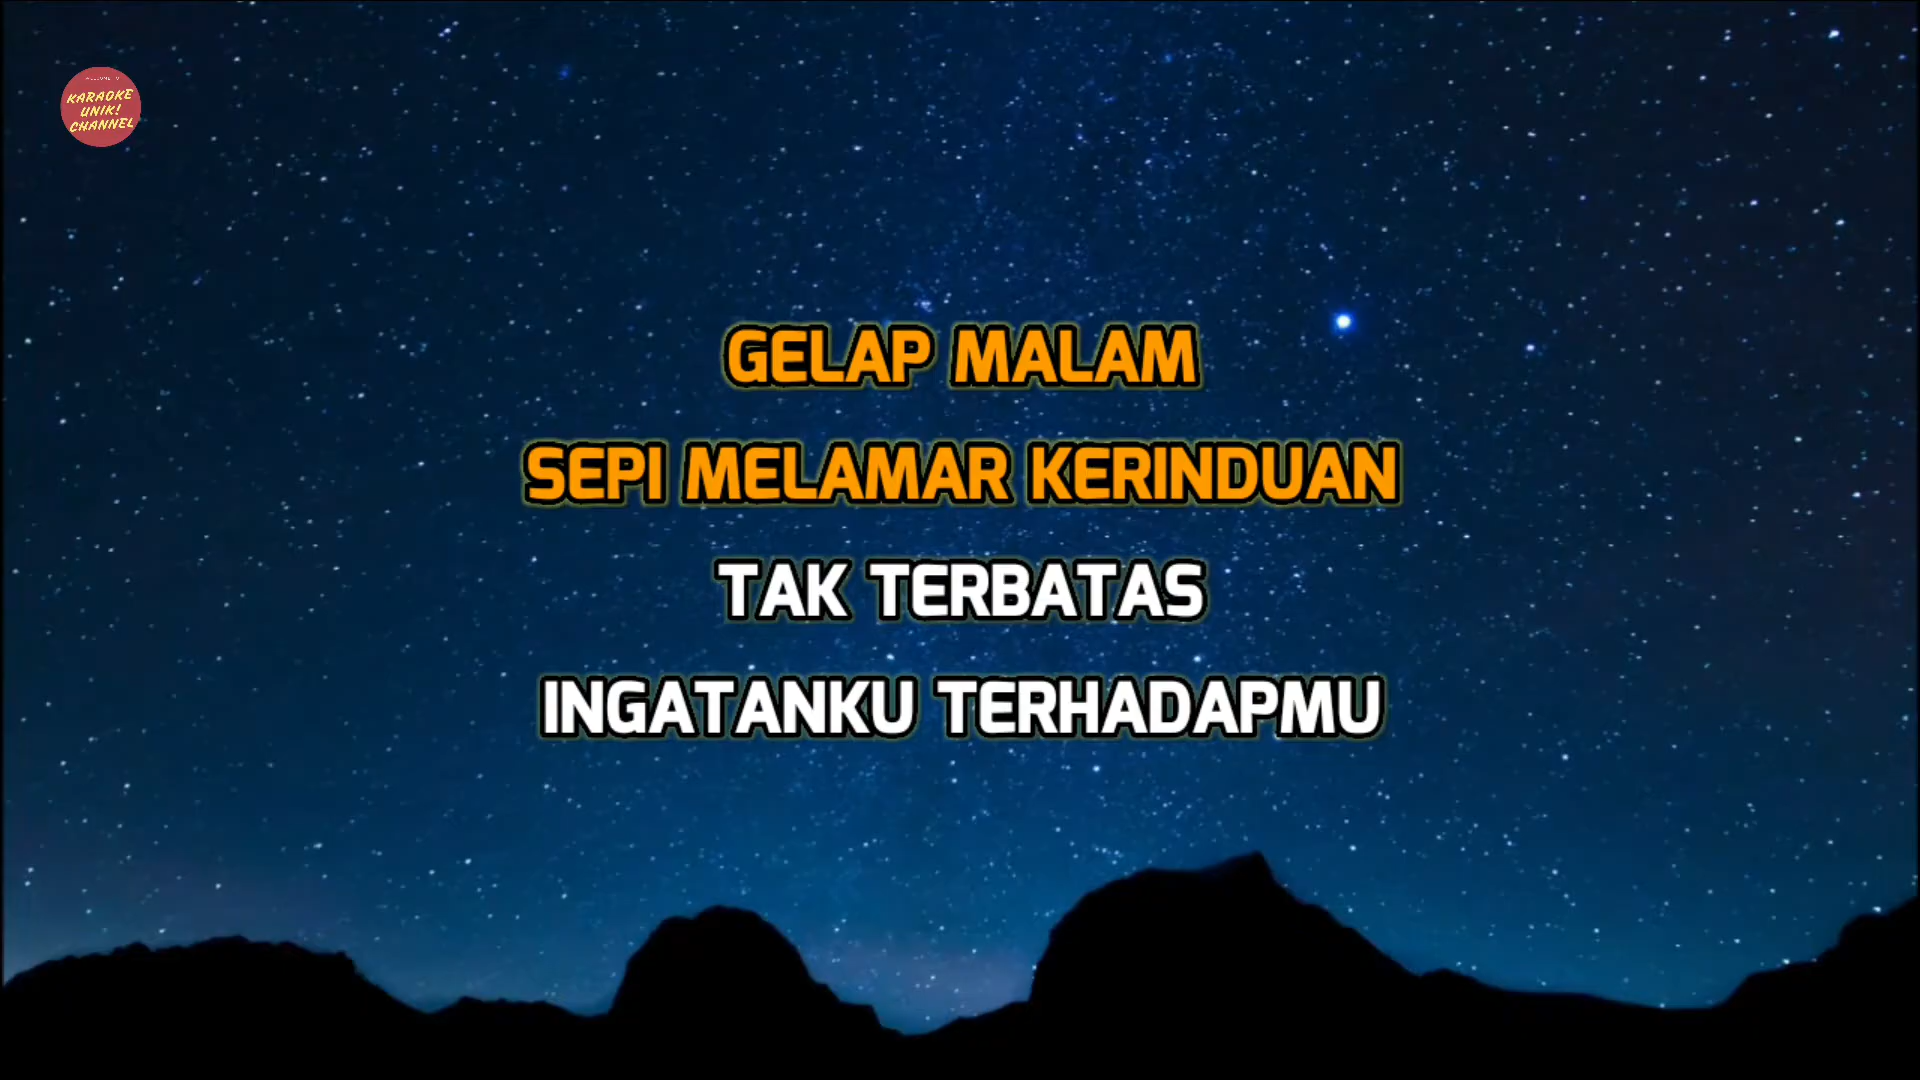 KARAOKE
UNIK!
CHANNEL
GELAP MALAM
SEPI MELAMAR KERINDUAN
TAK TERBATAS
INGATANKU TERHADAPMU